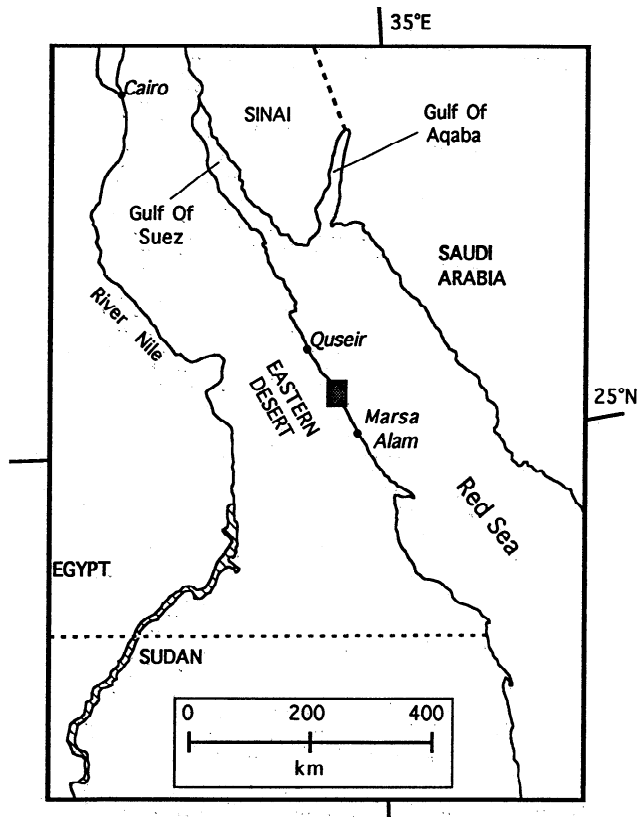 35°E
Cairo
SINAI
Gulf Of
Aqaba
Gulf Of
Suez
SAUDI
ARABIA
River Nile
Quseir
EASTERN
DESERT
25°N
Marsa
Alam
Red Sea
EGYPT
SUDAN
0 200 400
km